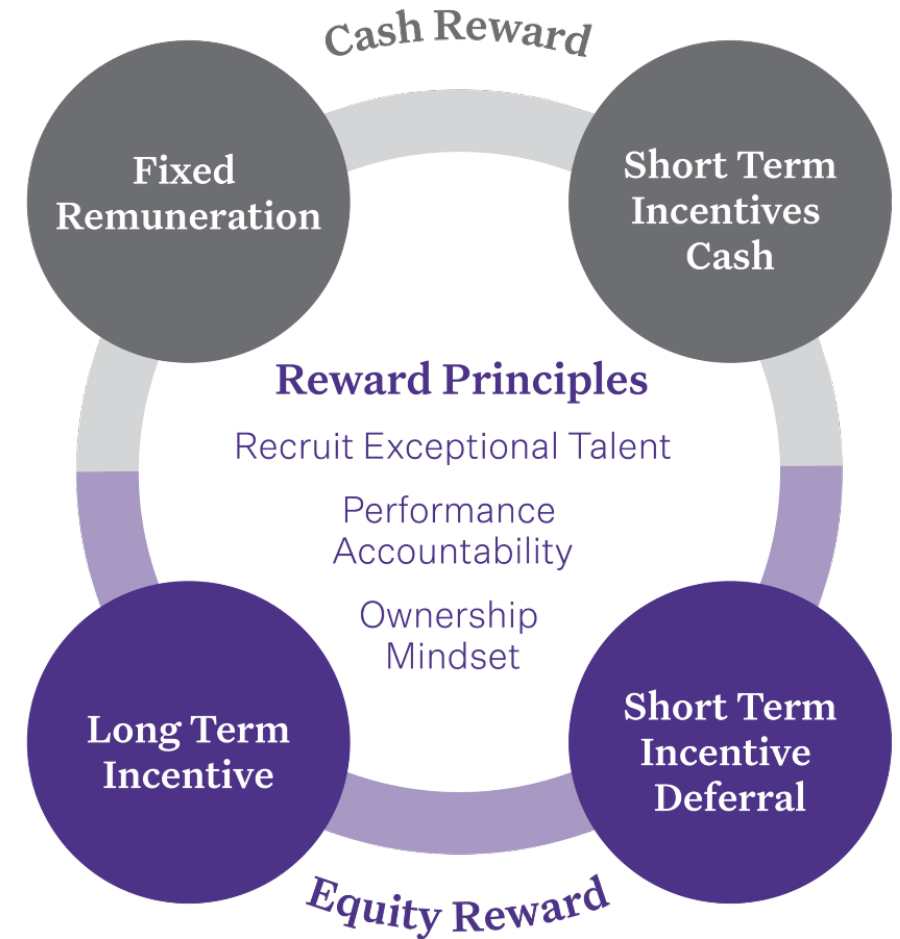 Cash Reward
Fixed
Remuneration
Short Term
Incentives
Cash
Reward Principles
Recruit Exceptional Talent
Performance
Accountability
Ownership
Mindset
Long Term
Incentive
Short Term
Incentive
Deferral
Equity Reward